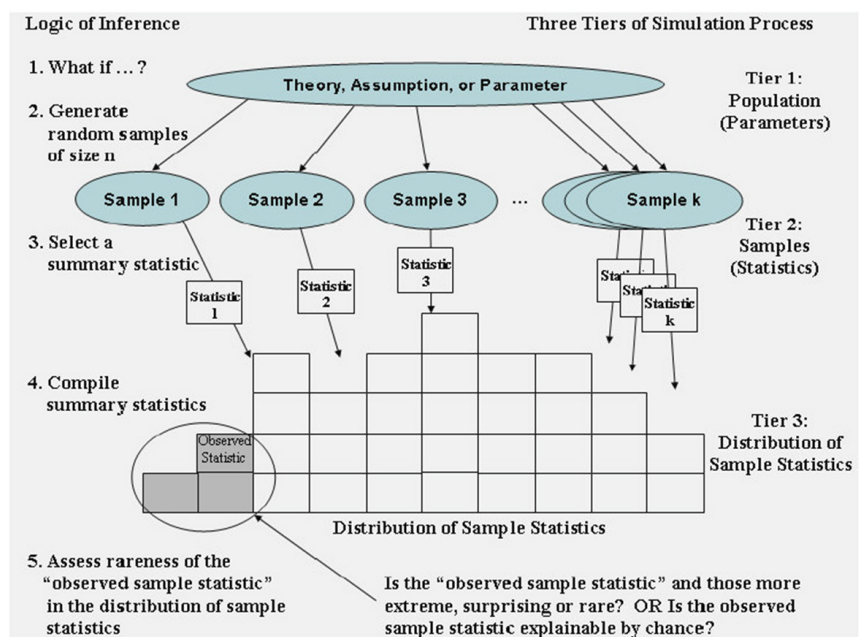 Logic of Inference
Three Tiers of Simulation Process
1. What if … ?
Theory, Assumption, or Parameter
Tier 1:
Population
(Parameters)
2. Generate
random samples
of size n
Sample 1
Sample 2
Sample 3
...
Sample k
Tier 2:
Samples
(Statistics)
3. Select a
summary statistic
Statistic
1
Statistic
2
Statistic
3
Statistic
k
4. Compile
summary statistics
Observed
Statistic
Tier 3:
Distribution of
Sample Statistics
Distribution of Sample Statistics
5. Assess rareness of the
“observed sample statistic”
in the distribution of sample
statistics
Is the “observed sample statistic” and those more
extreme, surprising or rare? OR Is the observed
sample statistic explainable by chance?